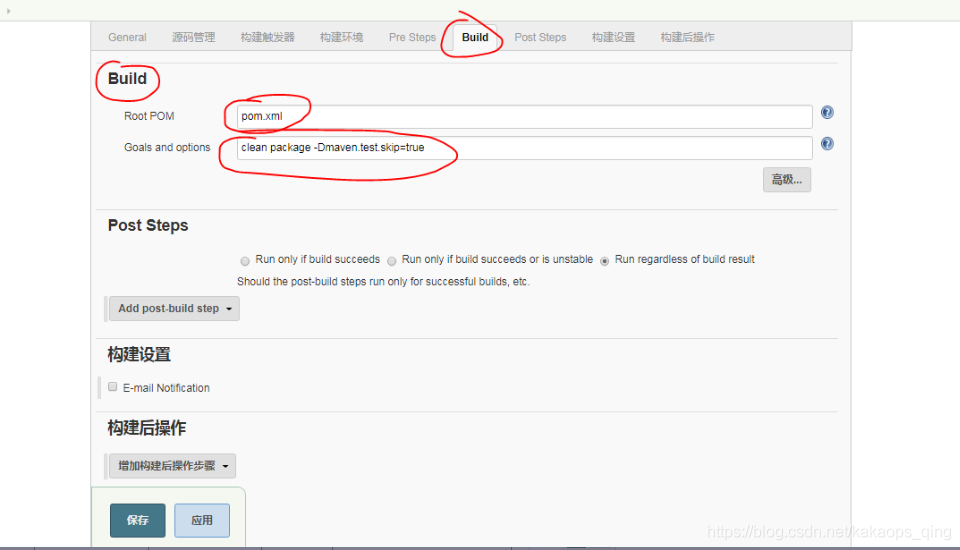 General 源码管理 构建触发器 构建环境 Pre Steps Build Post Steps 构建设置 构建后操作
Build
Root POM pom.xml
Goals and options clean package -Dmaven.test.skip=true
高级...
Post Steps
Run only if build succeeds Run only if build succeeds or is unstable Run regardless of build result
Should the post-build steps run only for successful builds, etc.
Add post-build step
构建设置
E-mail Notification
构建后操作
增加构建后操作步骤
保存 应用
https://blog.csdn.net/kakaops_qing